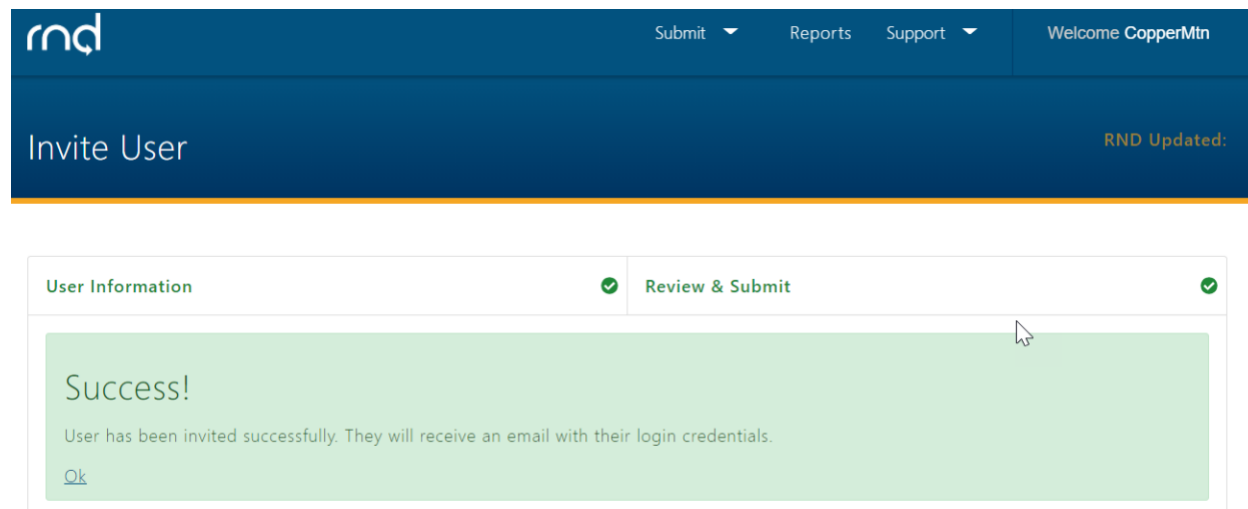 rnd
Submit Reports Support Welcome CopperMtn
Invite User
RND Updated:
User Information
Review & Submit
Success!
User has been invited successfully. They will receive an email with their login credentials.
Ok